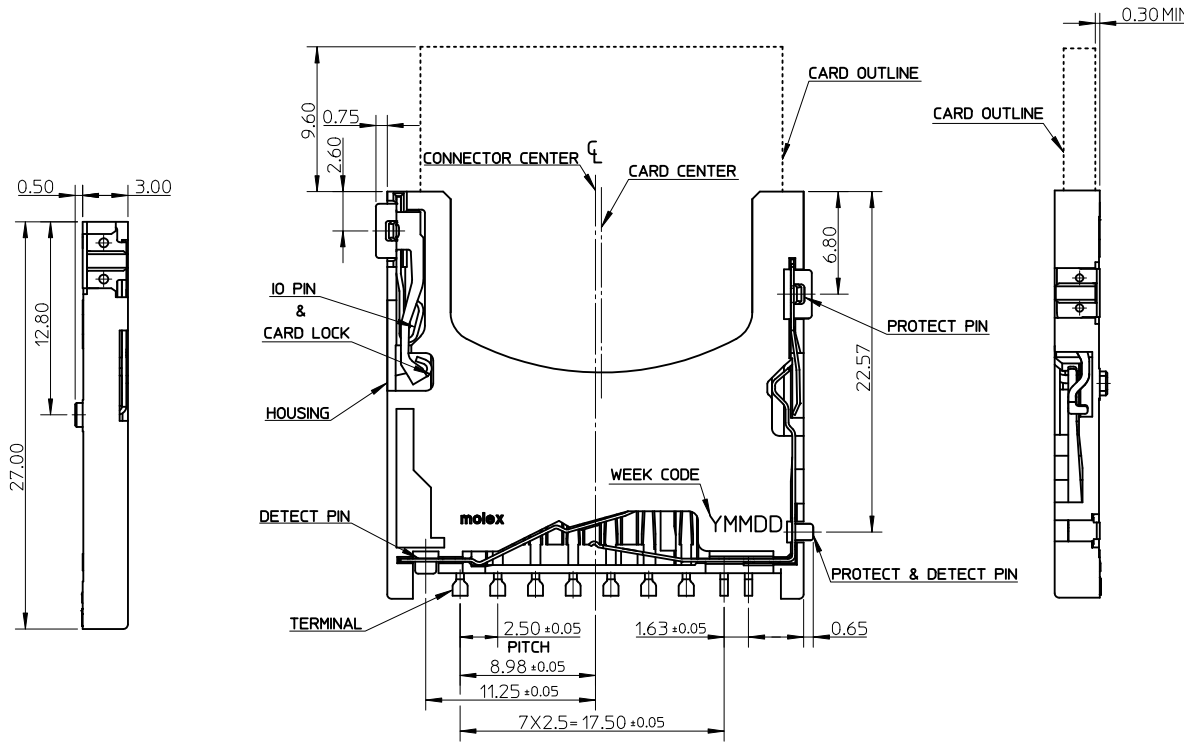 0.30 MIN
CARD OUTLINE
CARD OUTLINE
9.60
0.75
2.60
CONNECTOR CENTER
CL
CARD CENTER
0.50
3.00
12.80
27.00
6.80
22.57
IO PIN
&
CARD LOCK
PROTECT PIN
HOUSING
WEEK CODE
YMMDD
molex
DETECT PIN
PROTECT & DETECT PIN
TERMINAL
2.50 ±0.05
PITCH
1.63 ±0.05
0.65
8.98 ±0.05
11.25 ±0.05
7X2.5=17.50 ±0.05